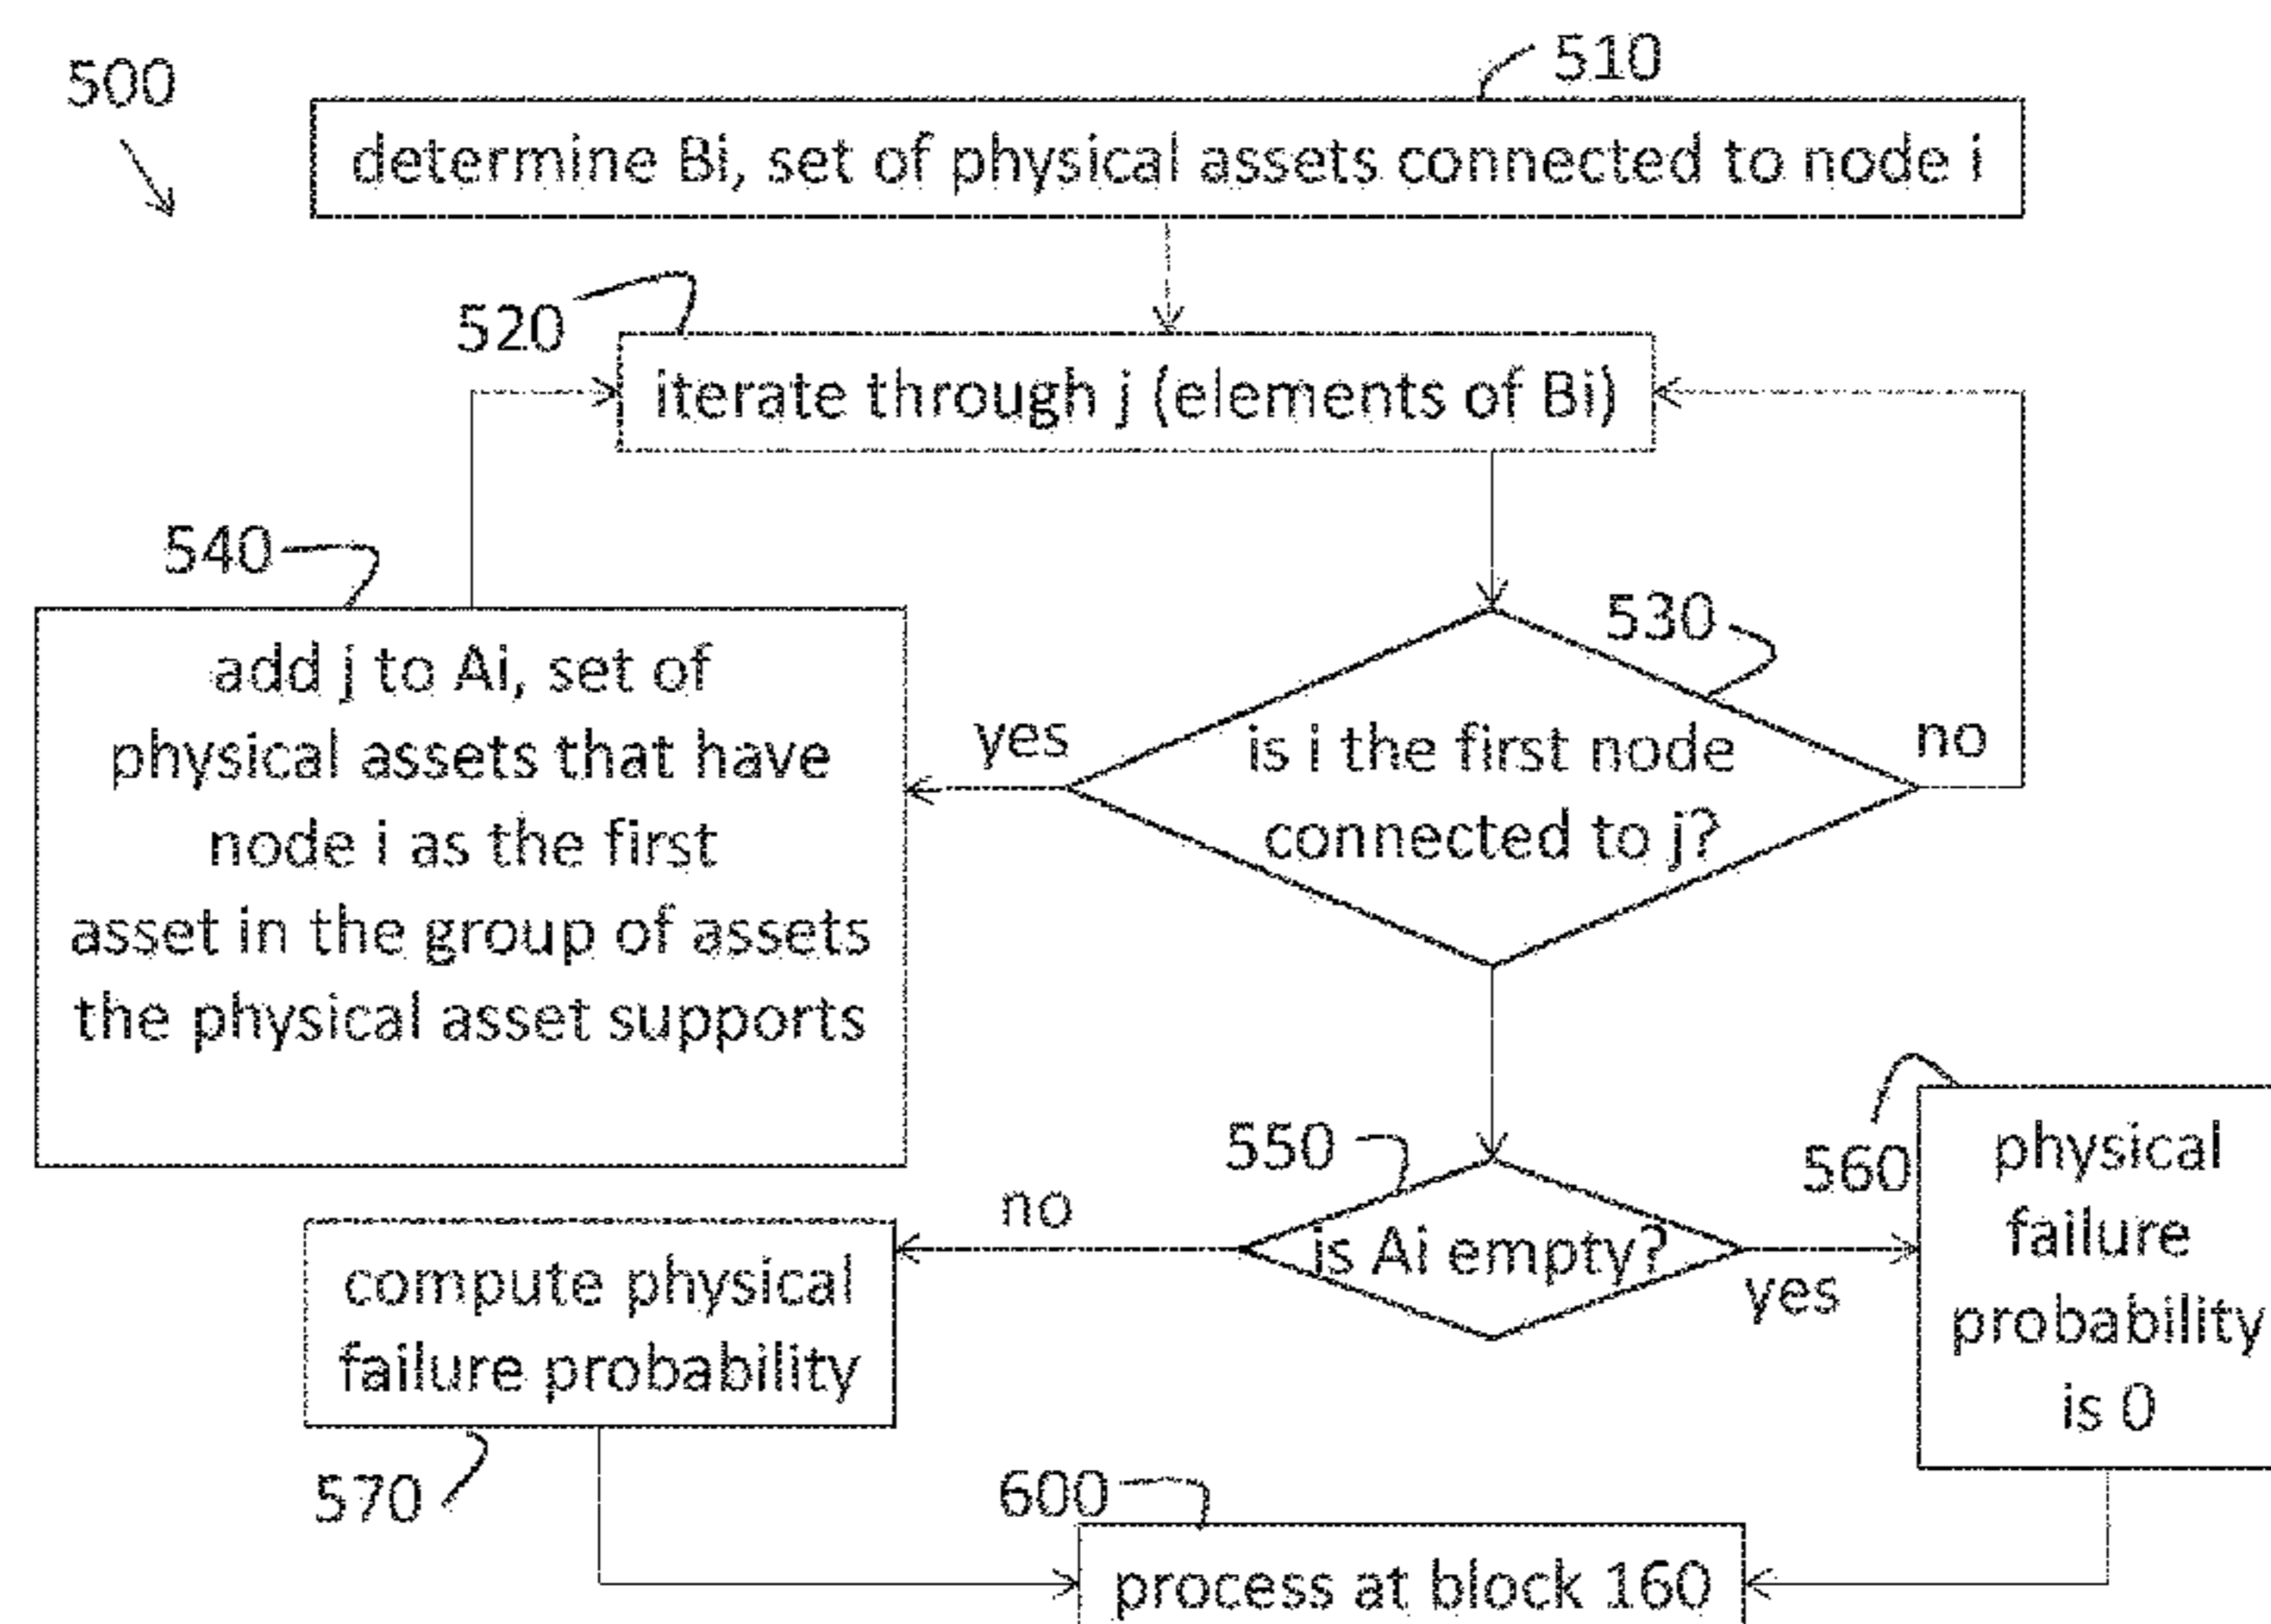 500
510
determine Bi, set of physical assets connected to node i
520
iterate through j (elements of Bi)
540
530
add j to Ai, set of
physical assets that have
node i as the first
asset in the group of assets
the physical asset supports
yes
is i the first node
connected to j?
no
550
560
no
is Ai empty?
yes
physical
failure
probability
is 0
compute physical
failure probability
570
600
process at block 160